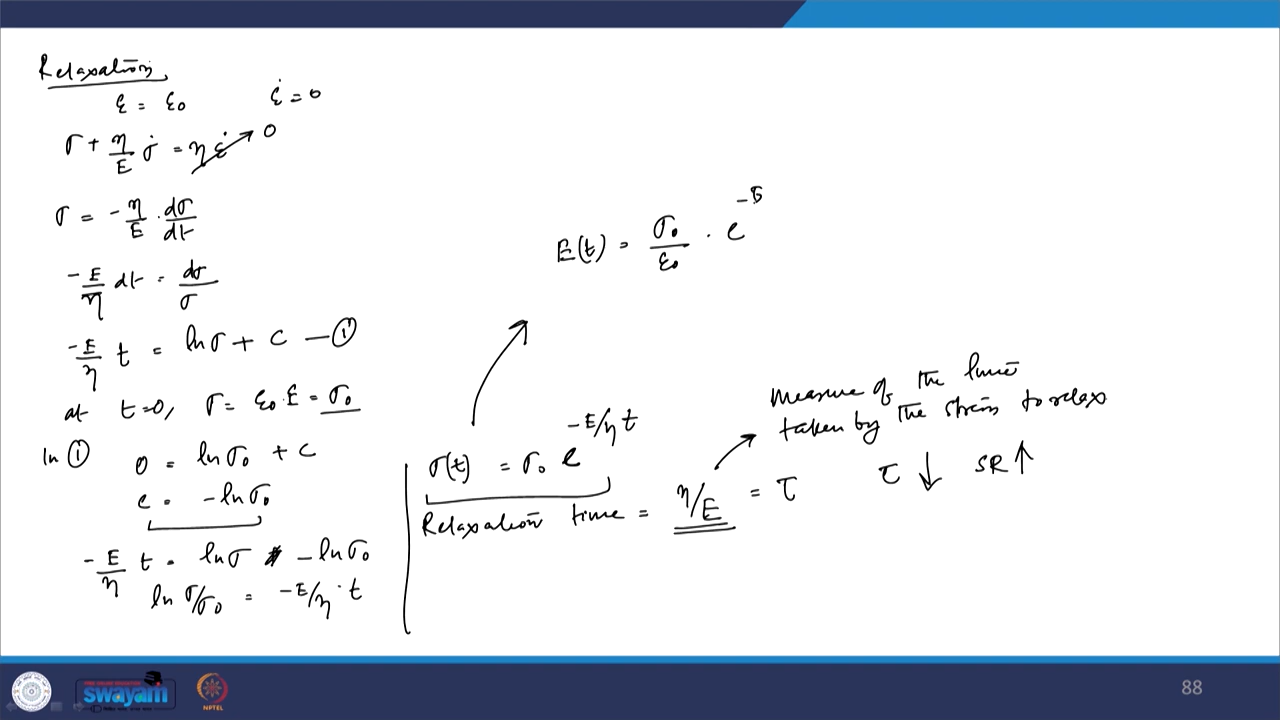 Relaxation
ε = ε₀ ε̇ = 0
σ + η/E σ̇ = η ε̇ → 0
σ = - η/E · dσ/dt
- E/η dt = dσ/σ
- E/η t = ln σ + c — ①
at t=0, σ = ε₀·E = σ₀
In ① 0 = ln σ₀ + c
c = - ln σ₀
- E/η t = ln σ - ln σ₀
ln σ/σ₀ = - E/η · t
σ(t) = σ₀ e^(-E/η t)
Relaxation time = η/E = τ
Measure of the time
taken by the stress to relax
τ ↓ SR ↑
E(t) = σ₀/ε₀ · e
swayam
NPTEL
88